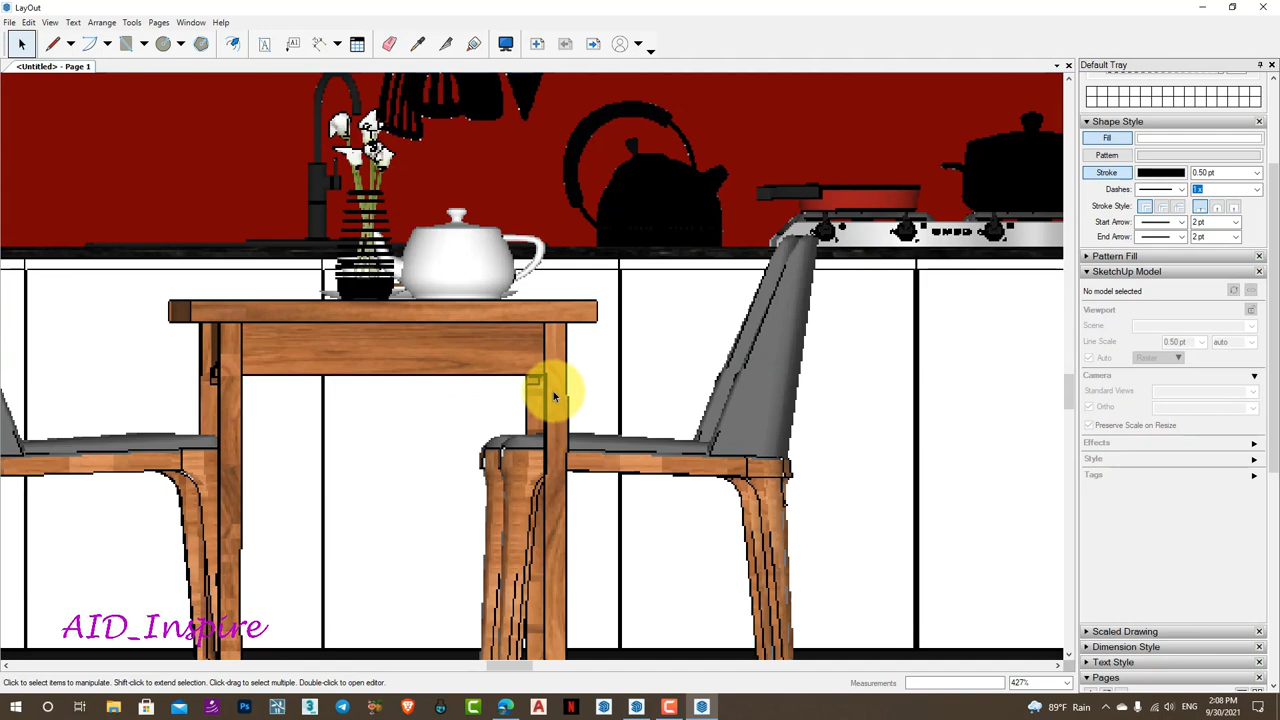 LayOut
File Edit View Text Arrange Tools Pages Window Help
<Untitled> - Page 1
Default Tray
Shape Style
Fill
Pattern
Stroke 0.50 pt
Dashes: 1 x
Stroke Style:
Start Arrow: 2 pt
End Arrow: 2 pt
Pattern Fill
SketchUp Model
No model selected
Viewport
Scene
Line Scale 0.50 pt auto
Auto Raster
Camera
Standard Views
Ortho
Preserve Scale on Resize
Effects
Style
Tags
AID_Inspire
Scaled Drawing
Dimension Style
Text Style
Pages
Click to select items to manipulate. Shift-click to extend selection. Click-drag to select multiple. Double-click to open editor.
Measurements
427%
89°F Rain
2:08 PM
9/30/2021